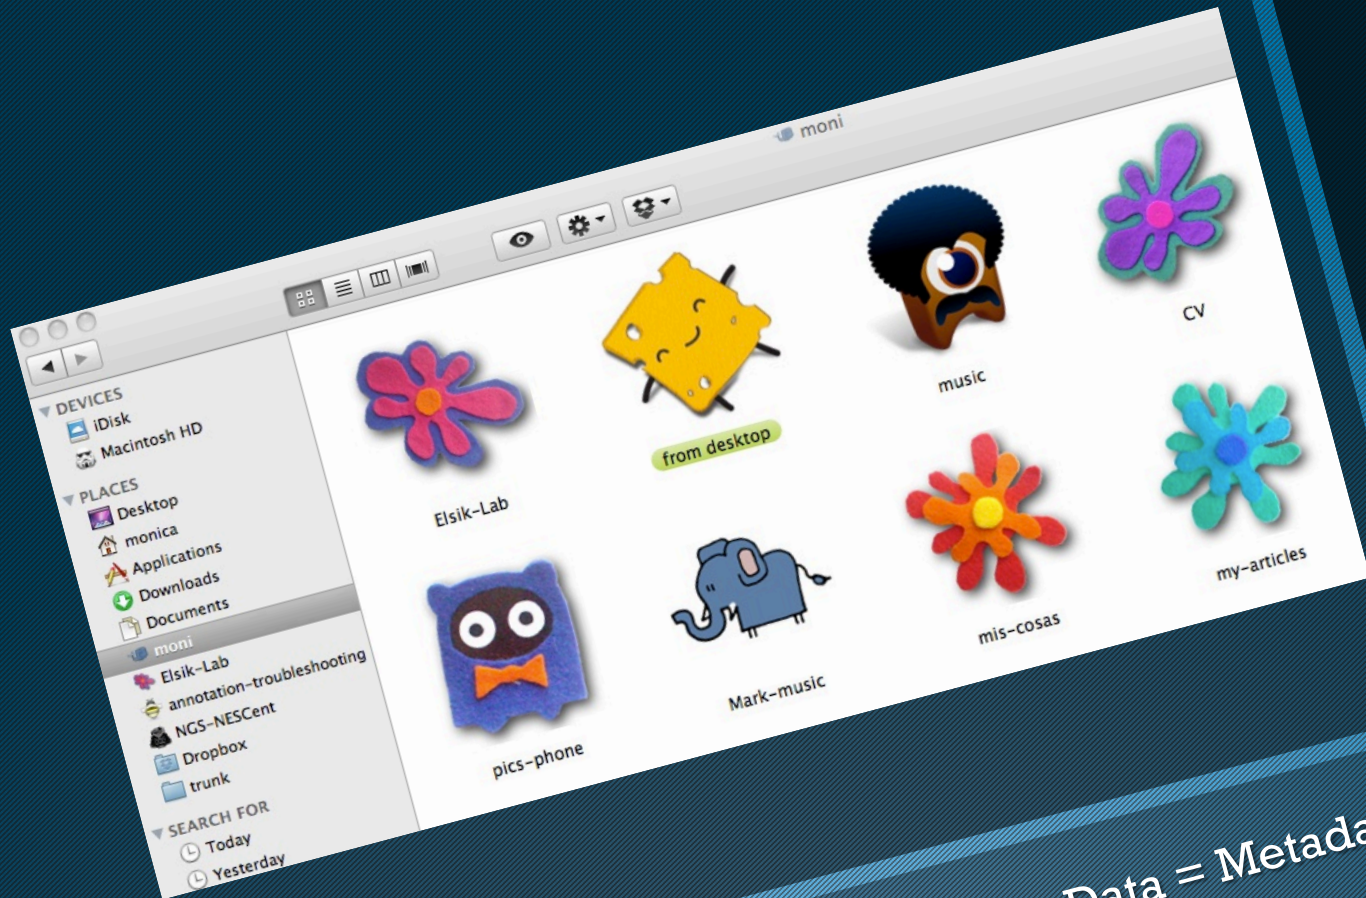 moni
DEVICES
iDisk
Macintosh HD
PLACES
Desktop
monica
Applications
Downloads
Documents
moni
Elsik-Lab
annotation-troubleshooting
NGS-NESCent
Dropbox
trunk
SEARCH FOR
Today
Yesterday
Elsik-Lab
from desktop
music
CV
pics-phone
Mark-music
mis-cosas
my-articles
Data = Metada